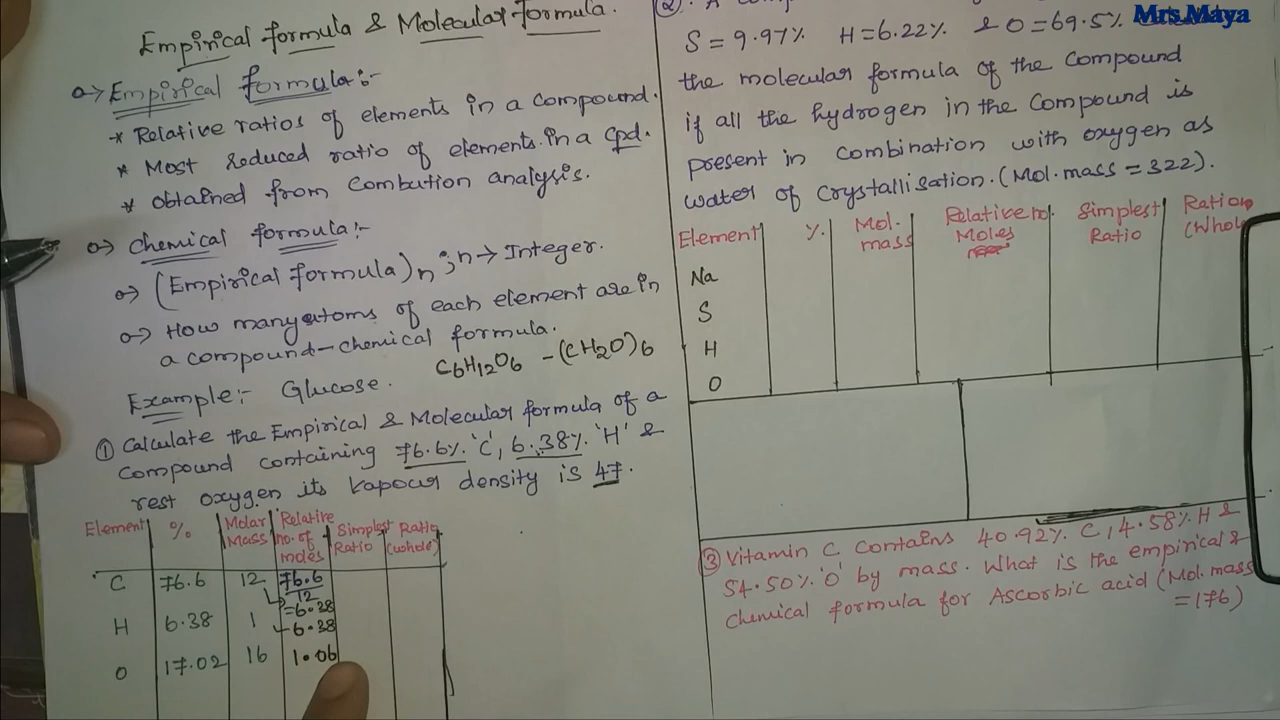 Empirical formula & Molecular formula.
Empirical formula:-
* Relative ratios of elements in a compound.
* Most reduced ratio of elements in a cpd.
* obtained from Combution analysis.
Chemical formula:-
(Empirical formula)n ; n→ Integer.
How many atoms of each element are in
a compound-chemical formula.
Example:- Glucose. C6H12O6 - (CH2O)6
① Calculate the Empirical & Molecular formula of a
Compound containing 76.6% 'C', 6.38% 'H' &
rest oxygen its Vapour density is 47.
Element % Molar Mass Relative no. of moles Simplest Ratio Ratio (whole)
C 76.6 12 76.6
12
=6.38
H 6.38 1 6.38
O 17.02 16 1.06
Mrs.Maya
S = 9.97% H=6.22% & O=69.5%
the molecular formula of the Compound
if all the hydrogen in the Compound is
present in combination with oxygen as
water of Crystallisation. (Mol. mass = 322).
Element % Mol. mass Relative no. Moles Simplest Ratio Ratio (Whole
Na
S
H
O
③ Vitamin C contains 40.92% C, 4.58% H &
54.50% 'O' by mass. What is the empirical &
chemical formula for Ascorbic acid (Mol. mass
=176)